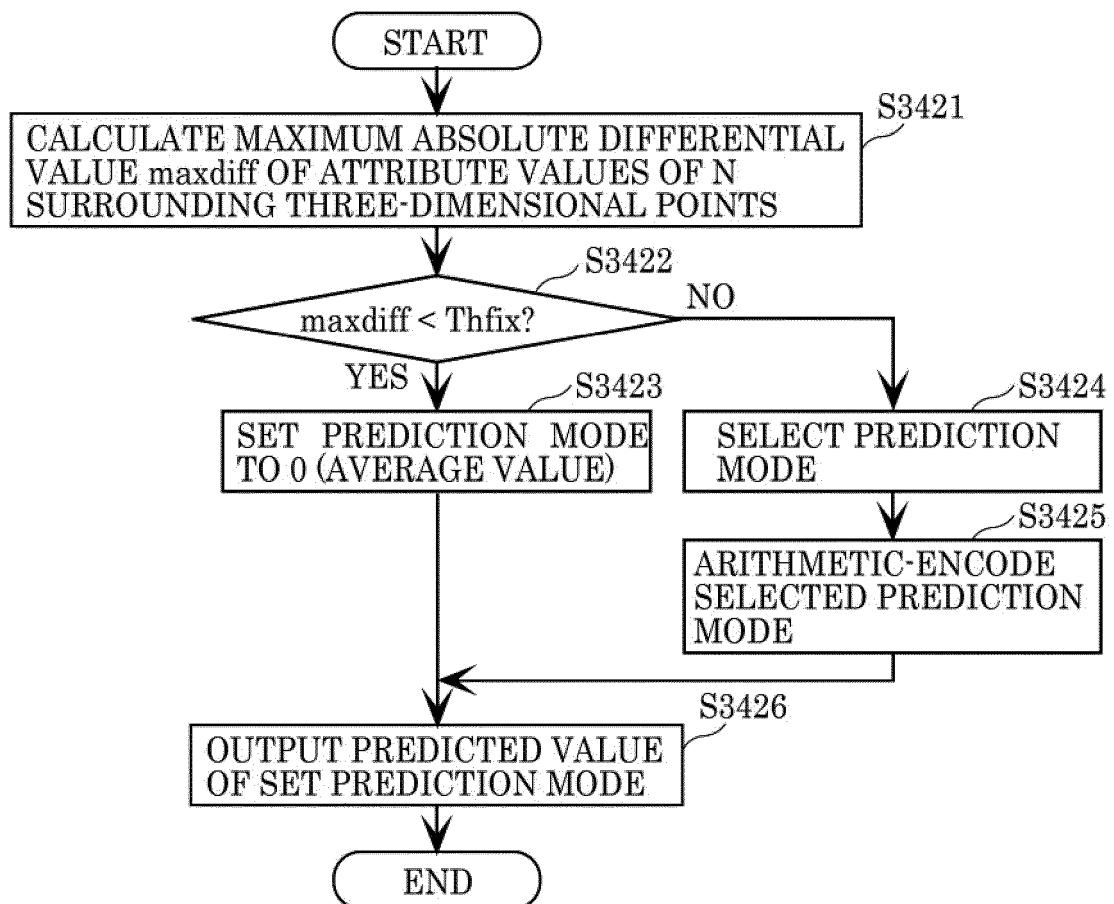 START
S3421
CALCULATE MAXIMUM ABSOLUTE DIFFERENTIAL
VALUE maxdiff OF ATTRIBUTE VALUES OF N
SURROUNDING THREE-DIMENSIONAL POINTS
S3422
maxdiff < Thfix?
NO
YES
S3423
SET PREDICTION MODE
TO 0 (AVERAGE VALUE)
S3424
SELECT PREDICTION
MODE
S3425
ARITHMETIC-ENCODE
SELECTED PREDICTION
MODE
S3426
OUTPUT PREDICTED VALUE
OF SET PREDICTION MODE
END